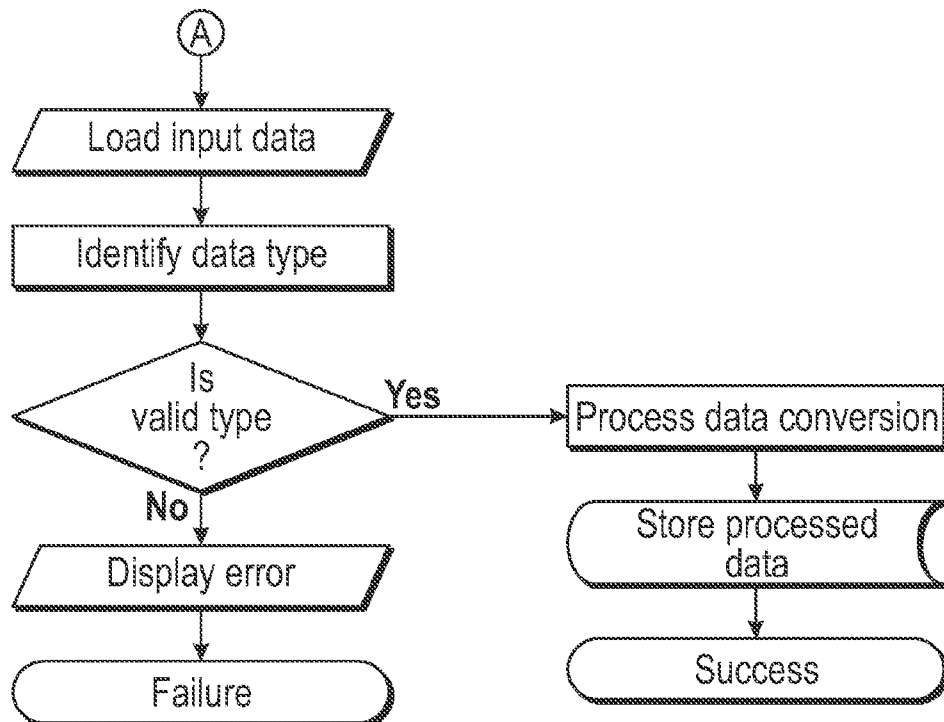 A
Load input data
Identify data type
Is
valid type
?
Yes
No
Display error
Failure
Process data conversion
Store processed
data
Success